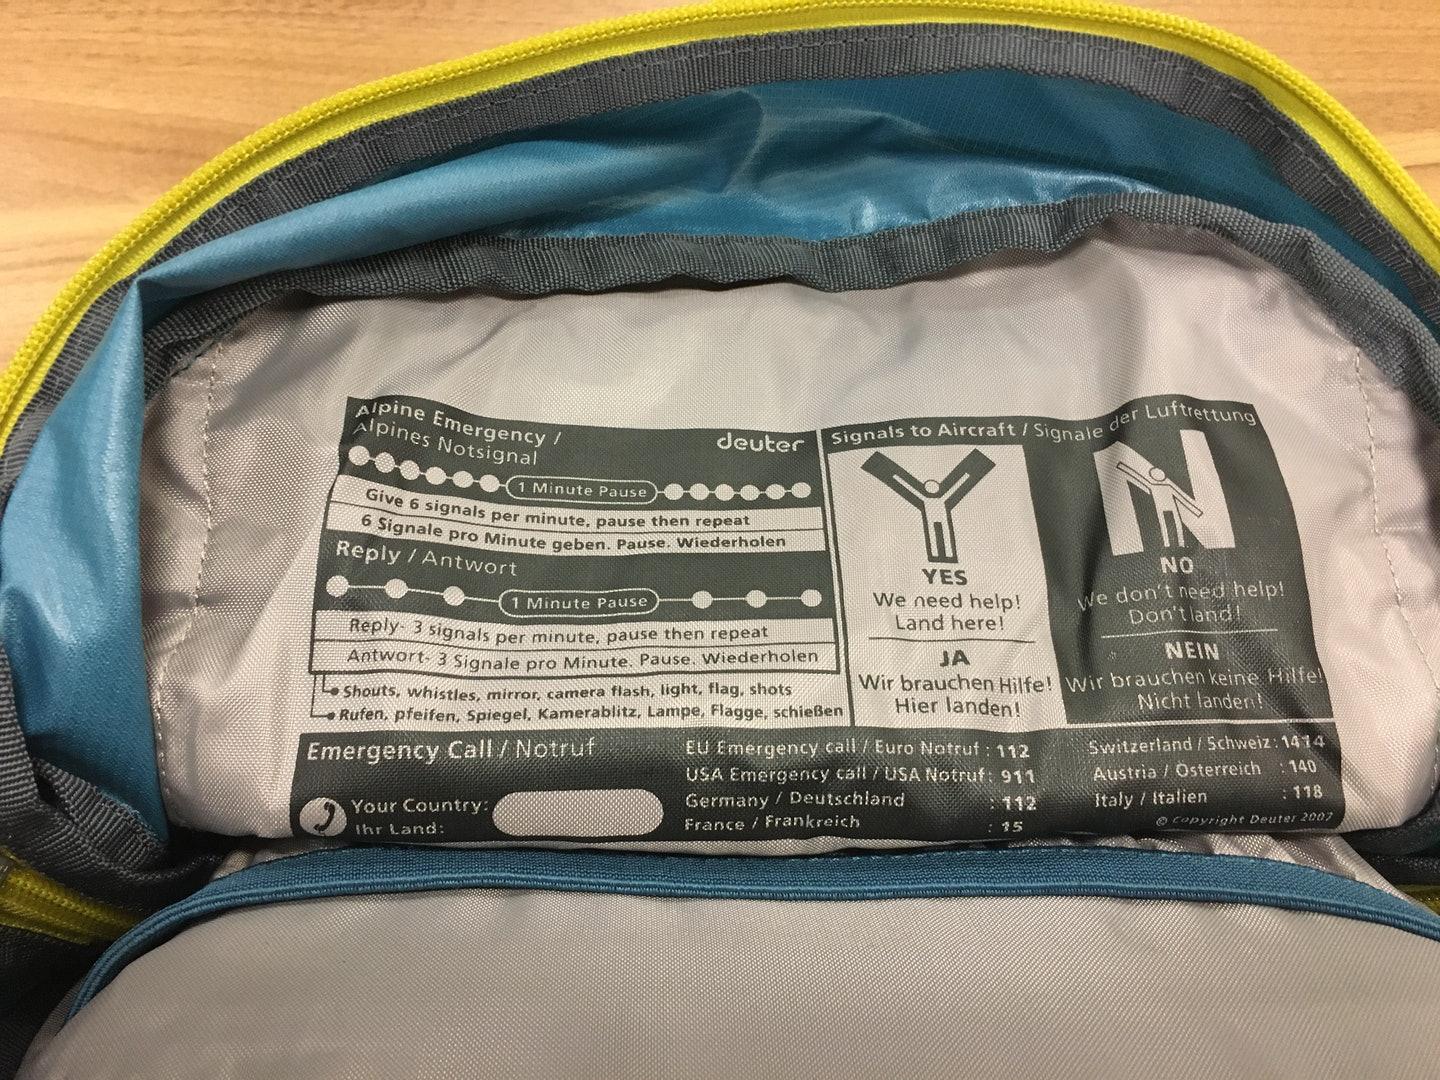 Alpine Emergency /
Alpines Notsignal
deuter
1 Minute Pause
Give 6 signals per minute, pause then repeat
6 Signale pro Minute geben. Pause. Wiederholen
Reply / Antwort
1 Minute Pause
Reply- 3 signals per minute, pause then repeat
Antwort- 3 Signale pro Minute. Pause. Wiederholen
Shouts, whistles, mirror, camera flash, light, flag, shots
Rufen, pfeifen, Spiegel, Kamerablitz, Lampe, Flagge, schießen
Signals to Aircraft / Signale der Luftrettung
YES
We need help!
Land here!
JA
Wir brauchen Hilfe!
Hier landen!
N
NO
We don't need help!
Don't land!
NEIN
Wir brauchen keine Hilfe!
Nicht landen!
Emergency Call / Notruf
Your Country:
Ihr Land:
EU Emergency call / Euro Notruf : 112
USA Emergency call / USA Notruf: 911
Germany / Deutschland : 112
France / Frankreich : 15
Switzerland / Schweiz: 1414
Austria / Österreich : 140
Italy / Italien : 118
© Copyright Deuter 2007